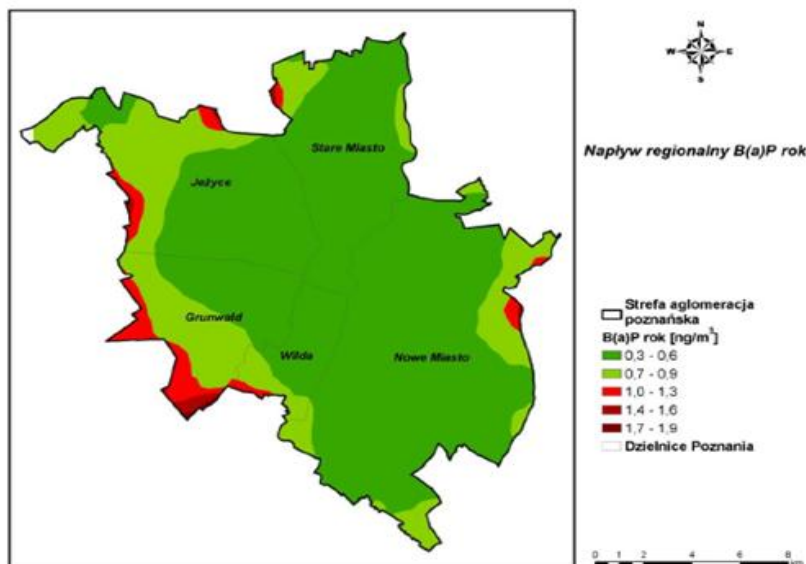 N
W E
S
Napływ regionalny B(a)P rok
Stare Miasto
Jeżyce
Grunwald
Wilda
Nowe Miasto
Strefa aglomeracja
poznańska
B(a)P rok [ng/m³]
0,3 - 0,6
0,7 - 0,9
1,0 - 1,3
1,4 - 1,6
1,7 - 1,9
Dzielnice Poznania
0 1 2 4 6 8